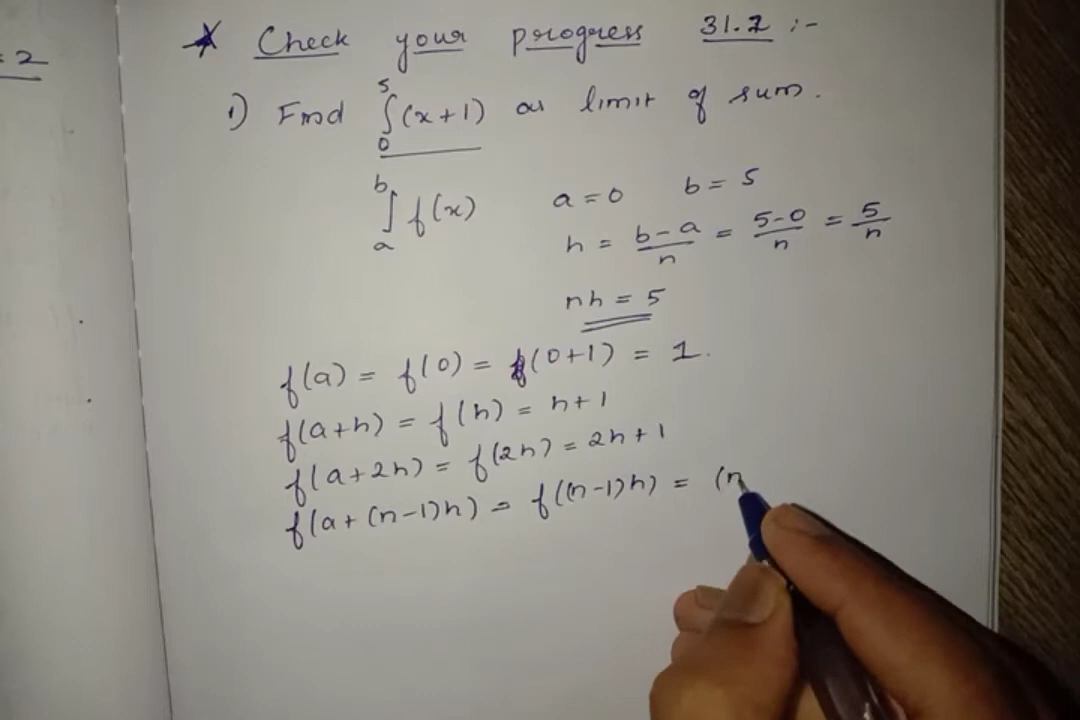 = 2
* Check your progress 31.7 :-
1) Find ∫₀⁵(x+1) as limit of sum.
∫ₐᵇ f(x) a = 0 b = 5
h = (b-a)/n = (5-0)/n = 5/n
nh = 5
f(a) = f(0) = (0+1) = 1.
f(a+h) = f(h) = h+1
f(a+2h) = f(2h) = 2h+1
f(a+(n-1)h) = f((n-1)h) = (n